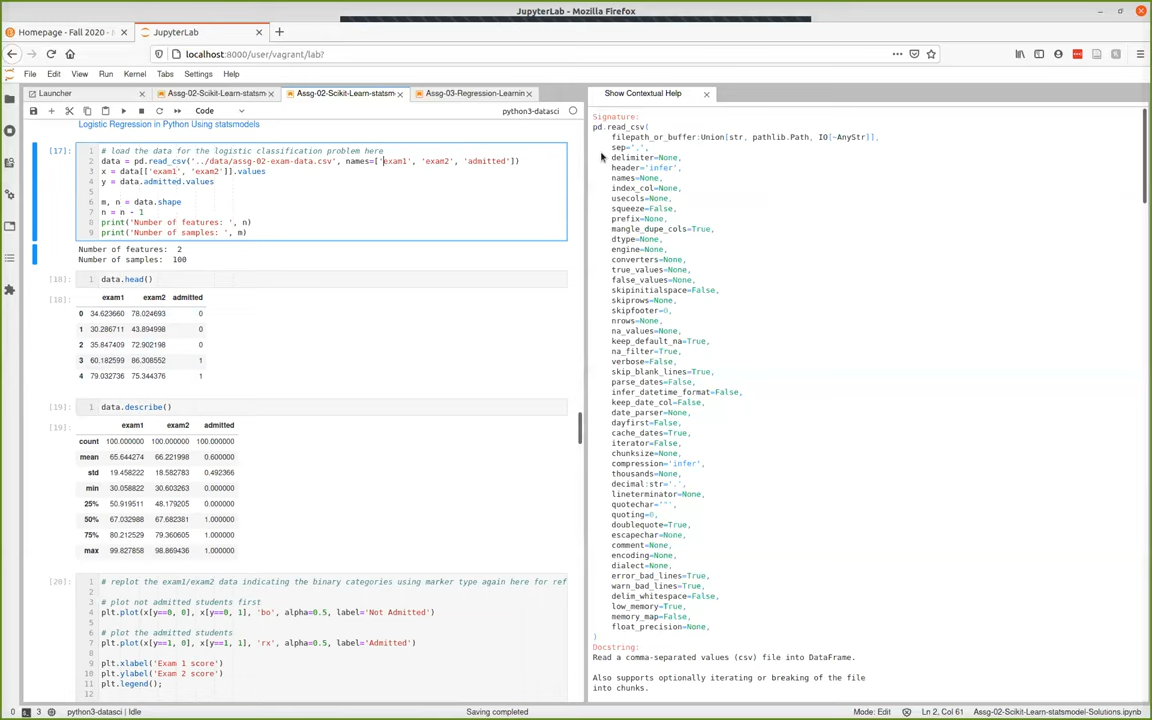 JupyterLab - Mozilla Firefox
Homepage - Fall 2020 -
JupyterLab
localhost:8000/user/vagrant/lab?
File Edit View Run Kernel Tabs Settings Help
Launcher
Assg-02-Scikit-Learn-statsm
Assg-02-Scikit-Learn-statsm
Assg-03-Regression-Learnin
Show Contextual Help
Code
python3-datasci
Logistic Regression in Python Using statsmodels
[17]:
1 # load the data for the logistic classification problem here
2 data = pd.read_csv('../data/assg-02-exam-data.csv', names=['exam1', 'exam2', 'admitted'])
3 x = data[['exam1', 'exam2']].values
4 y = data.admitted.values
5
6 m, n = data.shape
7 n = n - 1
8 print('Number of features: ', n)
9 print('Number of samples: ', m)
Number of features: 2
Number of samples: 100
[18]:
1 data.head()
[18]:
exam1 exam2 admitted
0 34.623660 78.024693 0
1 30.286711 43.894998 0
2 35.847409 72.902198 0
3 60.182599 86.308552 1
4 79.032736 75.344376 1
[19]:
1 data.describe()
[19]:
exam1 exam2 admitted
count 100.000000 100.000000 100.000000
mean 65.644274 66.221998 0.600000
std 19.458222 18.582783 0.492366
min 30.058822 30.603263 0.000000
25% 50.919511 48.179205 0.000000
50% 67.032988 67.682381 1.000000
75% 80.212529 79.360605 1.000000
max 99.827858 98.869436 1.000000
[20]:
1 # replot the exam1/exam2 data indicating the binary categories using marker type again here for ref
2
3 # plot not admitted students first
4 plt.plot(x[y==0, 0], x[y==0, 1], 'bo', alpha=0.5, label='Not Admitted')
5
6 # plot the admitted students
7 plt.plot(x[y==1, 0], x[y==1, 1], 'rx', alpha=0.5, label='Admitted')
8
9 plt.xlabel('Exam 1 score')
10 plt.ylabel('Exam 2 score')
11 plt.legend();
12
Signature:
pd.read_csv(
filepath_or_buffer:Union[str, pathlib.Path, IO[~AnyStr]],
sep=',',
delimiter=None,
header='infer',
names=None,
index_col=None,
usecols=None,
squeeze=False,
prefix=None,
mangle_dupe_cols=True,
dtype=None,
engine=None,
converters=None,
true_values=None,
false_values=None,
skipinitialspace=False,
skiprows=None,
skipfooter=0,
nrows=None,
na_values=None,
keep_default_na=True,
na_filter=True,
verbose=False,
skip_blank_lines=True,
parse_dates=False,
infer_datetime_format=False,
keep_date_col=False,
date_parser=None,
dayfirst=False,
cache_dates=True,
iterator=False,
chunksize=None,
compression='infer',
thousands=None,
decimal:str='.',
lineterminator=None,
quotechar='"',
quoting=0,
doublequote=True,
escapechar=None,
comment=None,
encoding=None,
dialect=None,
error_bad_lines=True,
warn_bad_lines=True,
delim_whitespace=False,
low_memory=True,
memory_map=False,
float_precision=None,
)
Docstring:
Read a comma-separated values (csv) file into DataFrame.
Also supports optionally iterating or breaking of the file
into chunks.
0 3 python3-datasci | Idle
Saving completed
Mode: Edit
Ln 2, Col 61
Assg-02-Scikit-Learn-statsmodel-Solutions.ipynb